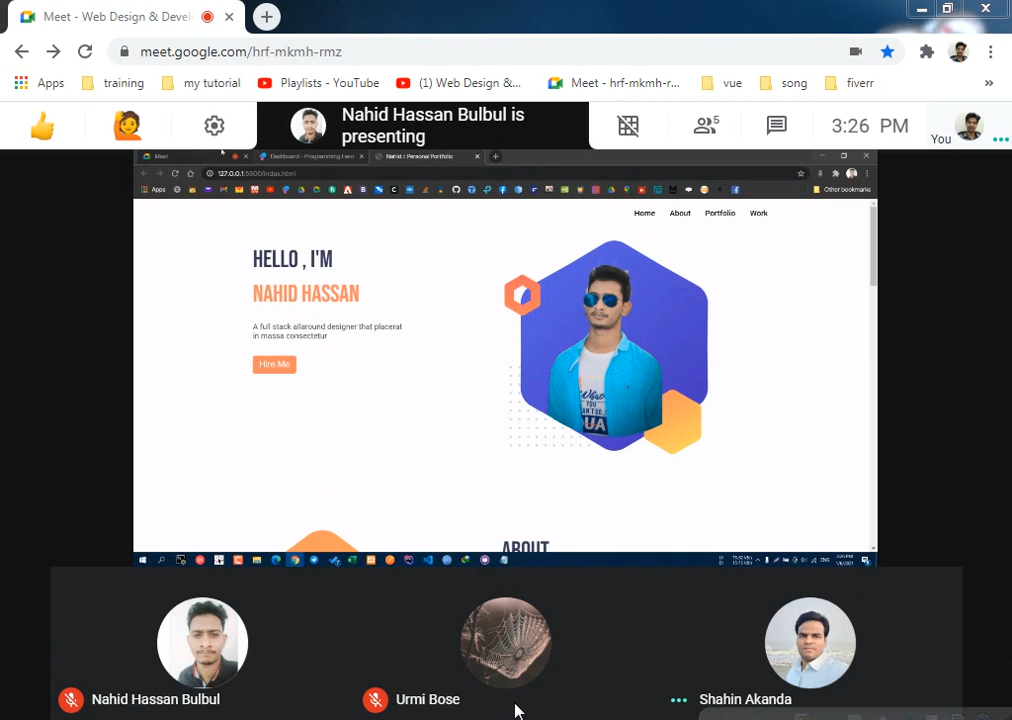 Meet - Web Design & Devel
meet.google.com/hrf-mkmh-rmz
Apps
training
my tutorial
Playlists - YouTube
(1) Web Design &...
Meet - hrf-mkmh-r...
vue
song
fiverr
»
Nahid Hassan Bulbul is
presenting
5
3:26 PM
You
Meet
Dashboard - Programming Hero
Nahid :: Personal Portfolio
127.0.0.1:5500/index.html
Apps
Other bookmarks
Home
About
Portfolio
Work
HELLO , I'M
NAHID HASSAN
A full stack allaround designer that placerat
in massa consectetur
Hire Me
ABOUT
Nahid Hassan Bulbul
Urmi Bose
Shahin Akanda